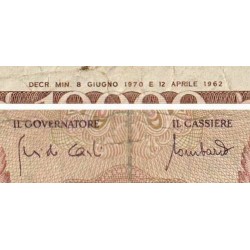 DECR. MIN. 8 GIUGNO 1970 E 12 APRILE 1962
IL GOVERNATORE IL CASSIERE